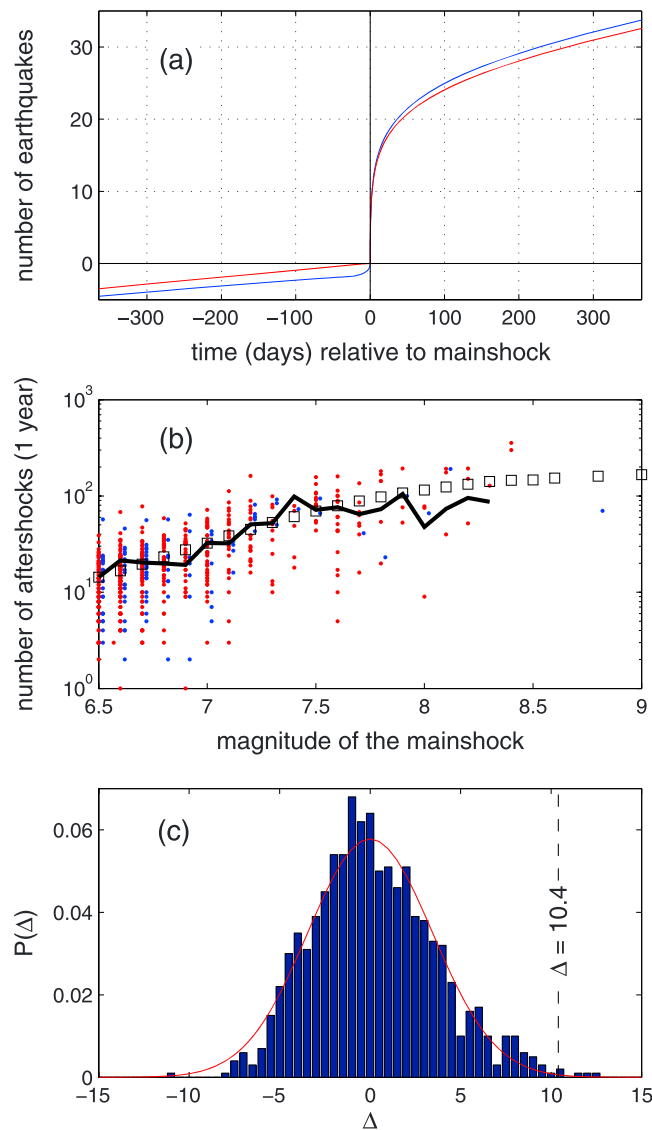 (a)
number of earthquakes
30
20
10
0
−300 −200 −100 0 100 200 300
time (days) relative to mainshock
(b)
number of aftershocks (1 year)
10^3
10^2
10^1
10^0
6.5 7 7.5 8 8.5 9
magnitude of the mainshock
(c)
P(Δ)
0.06
0.04
0.02
0
Δ = 10.4
−15 −10 −5 0 5 10 15
Δ